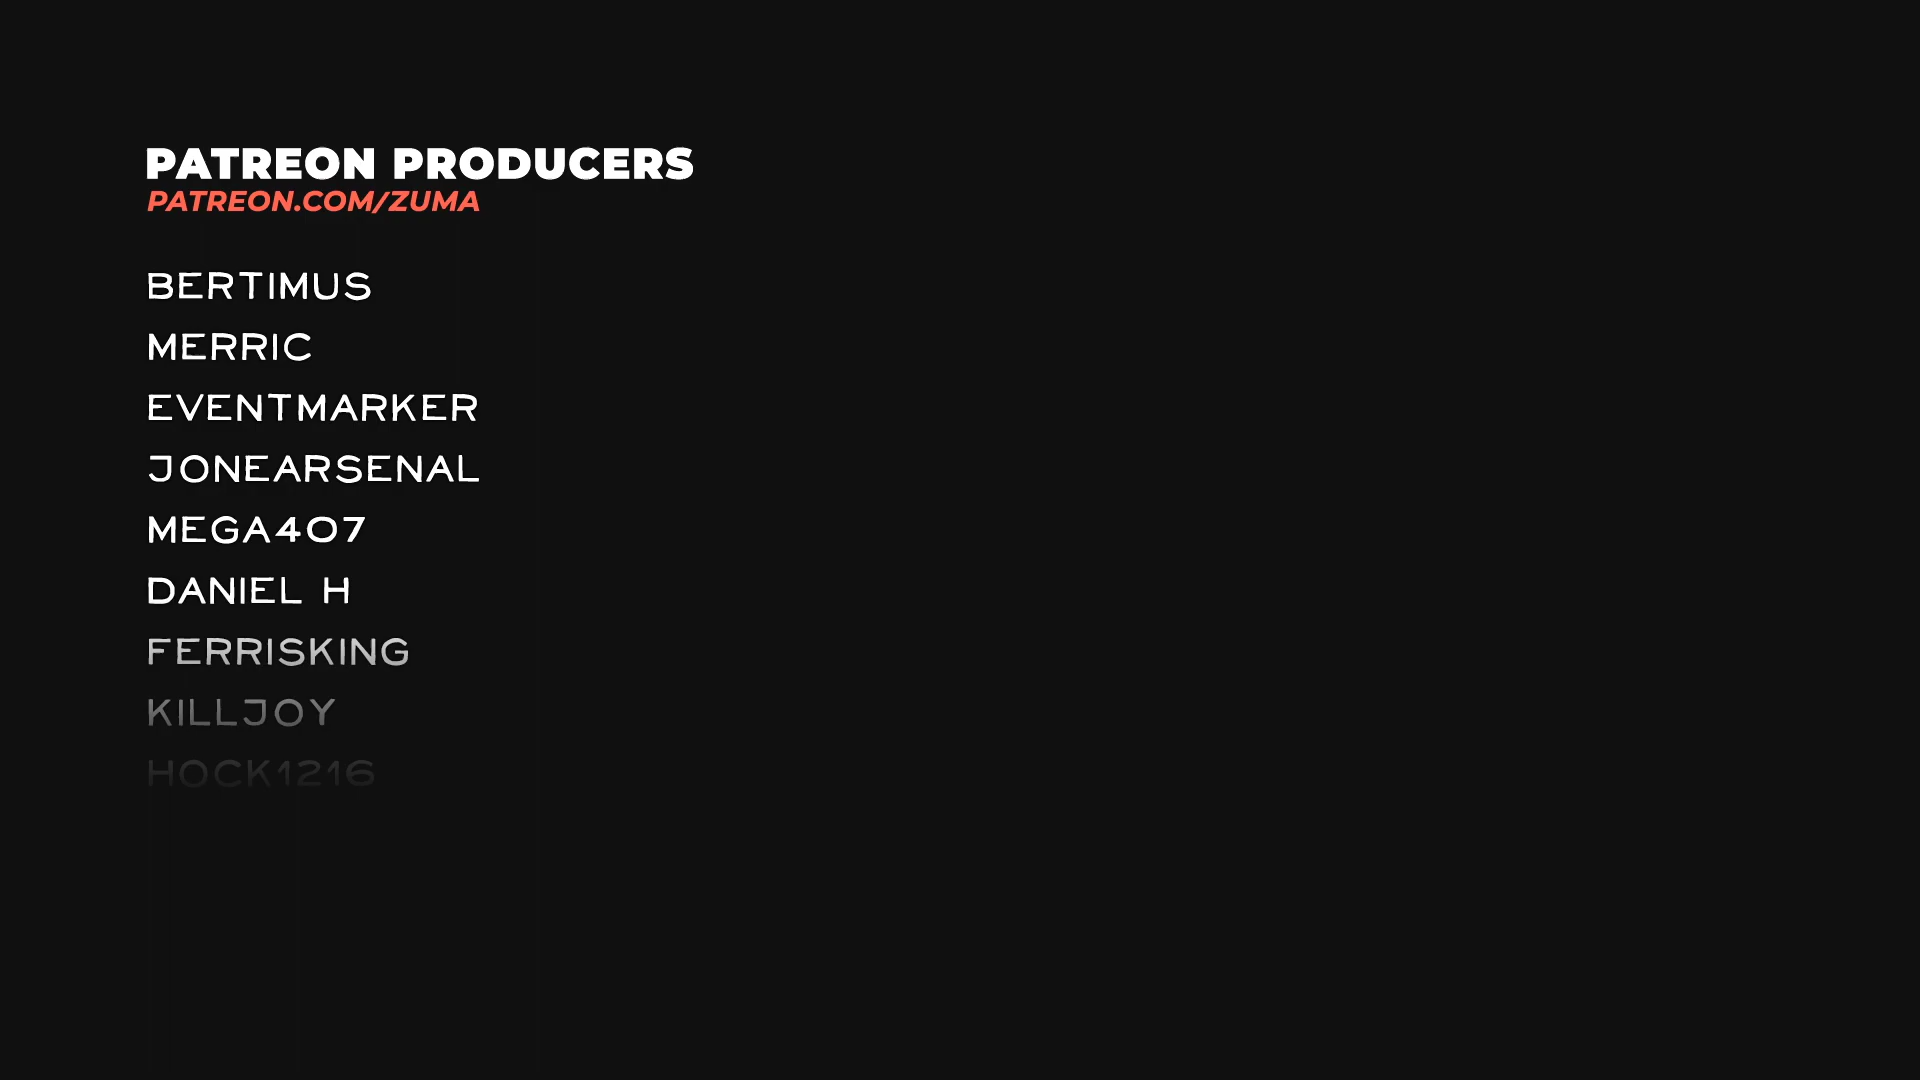 PATREON PRODUCERS
PATREON.COM/ZUMA
BERTIMUS
MERRIC
EVENTMARKER
JONEARSENAL
MEGA407
DANIEL H
FERRISKING
KILLJOY
HOCK1216